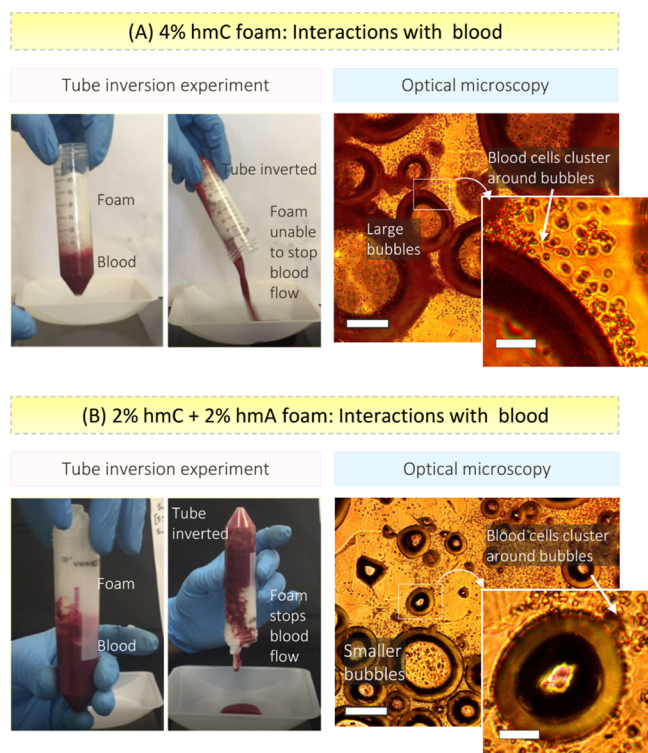 (A) 4% hmC foam: Interactions with blood
Tube inversion experiment
Optical microscopy
Foam
Blood
Tube inverted
Foam
unable
to stop
blood
flow
Blood cells cluster
around bubbles
Large
bubbles
(B) 2% hmC + 2% hmA foam: Interactions with blood
Tube inversion experiment
Optical microscopy
Foam
Blood
Tube
inverted
Foam
stops
blood
flow
Blood cells cluster
around bubbles
Smaller
bubbles